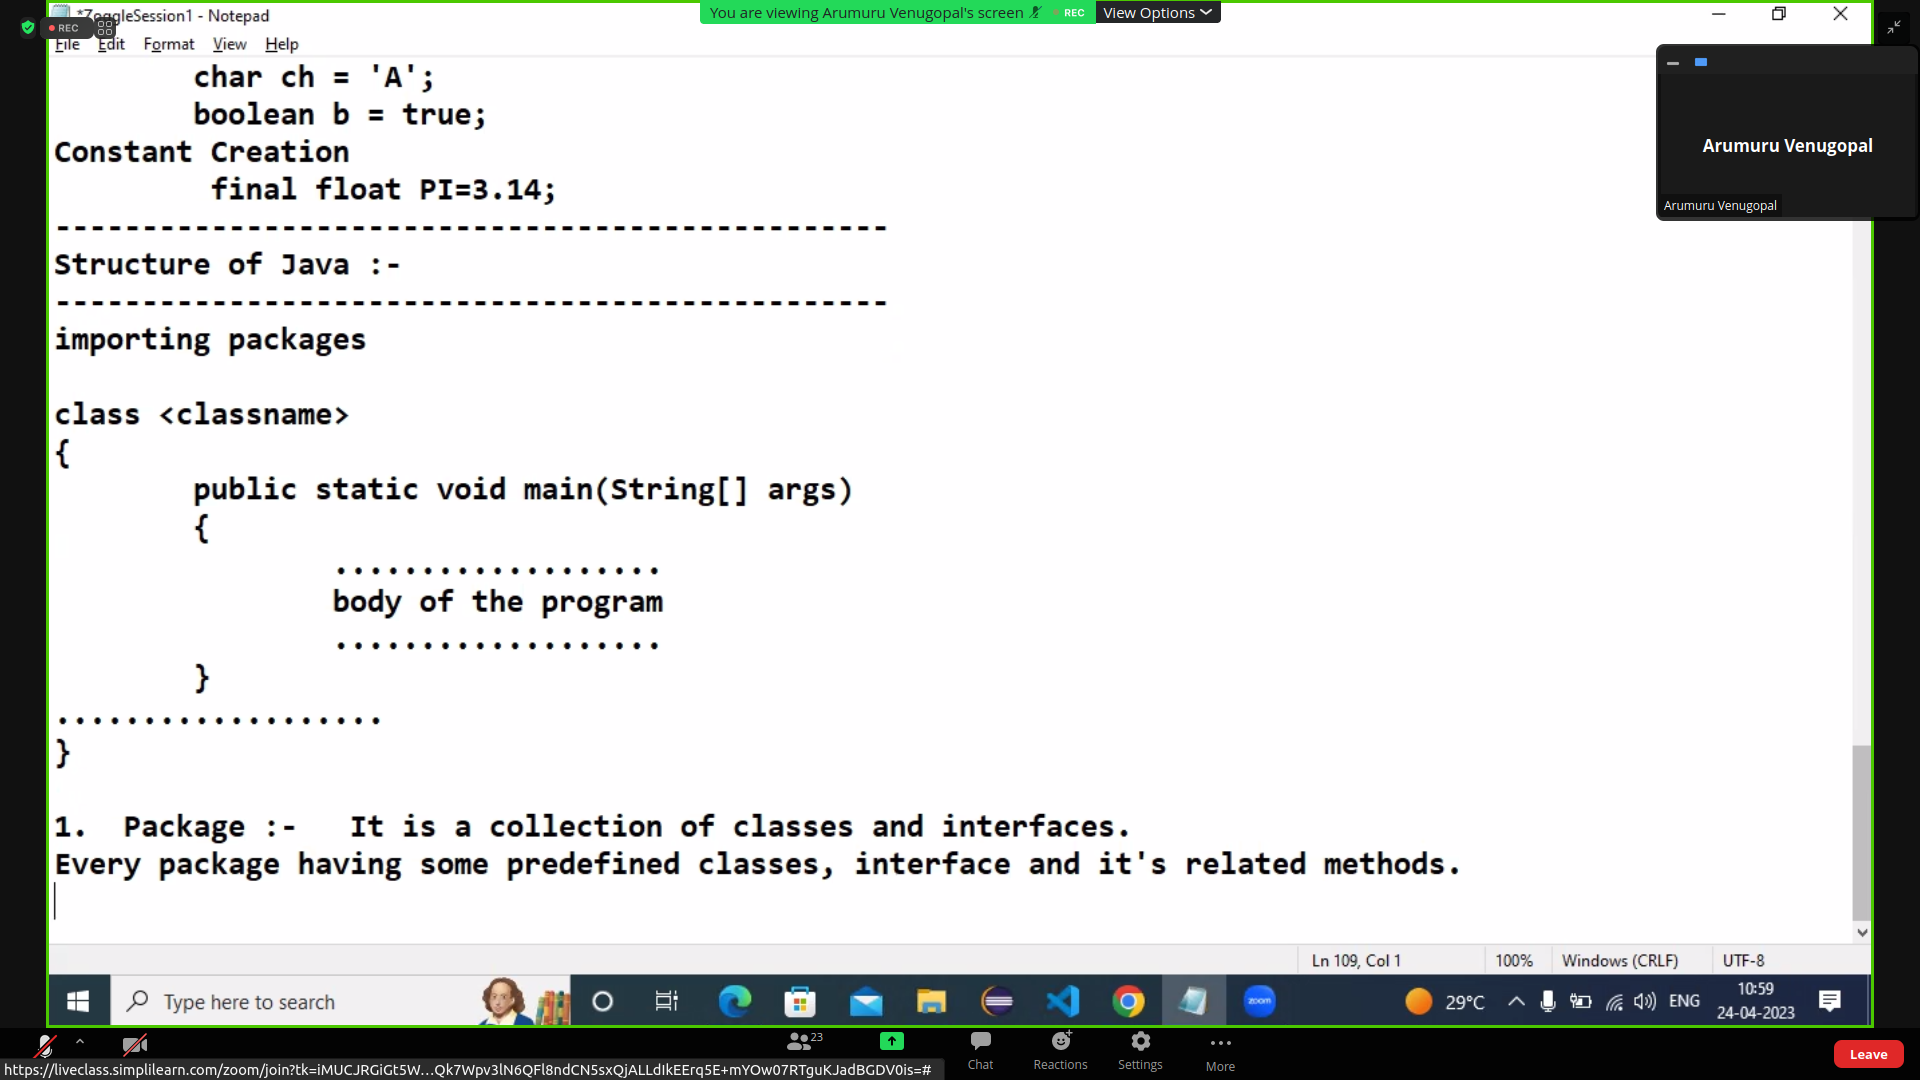 *ZoggleSession1 - Notepad
You are viewing Arumuru Venugopal's screen REC View Options
REC
File Edit Format View Help
char ch = 'A';
boolean b = true;
Constant Creation
final float PI=3.14;
------------------------------------------------
Structure of Java :-
------------------------------------------------
importing packages
class <classname>
{
public static void main(String[] args)
{
...................
body of the program
...................
}
...................
}
1. Package :- It is a collection of classes and interfaces.
Every package having some predefined classes, interface and it's related methods.
Arumuru Venugopal
Arumuru Venugopal
Ln 109, Col 1 100% Windows (CRLF) UTF-8
Type here to search
zoom
29°C ENG
10:59
24-04-2023
23
Chat Reactions Settings More
Leave
https://liveclass.simplilearn.com/zoom/join?tk=iMUCJRGiGt5W...Qk7Wpv3lN6QFl8ndCN5sxQjALLdIkEErq5E+mYOw07RTguKJadBGDV0is=#